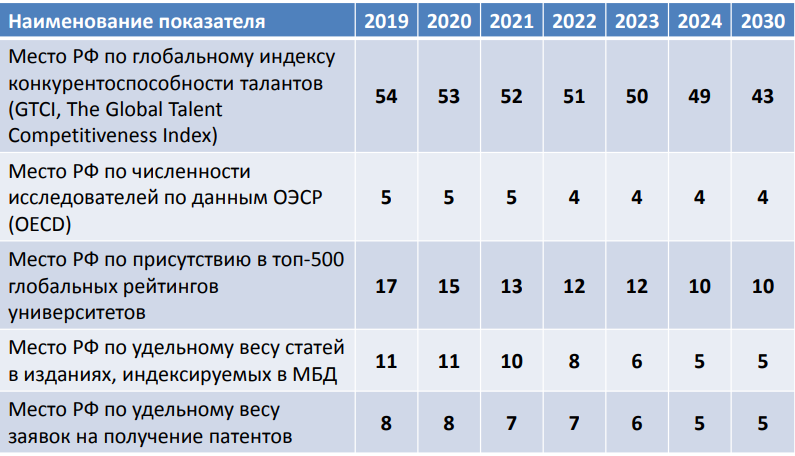 Наименование показателя 2019 2020 2021 2022 2023 2024 2030
Место РФ по глобальному индексу
конкурентоспособности талантов
(GTCI, The Global Talent
Competitiveness Index)
54 53 52 51 50 49 43
Место РФ по численности
исследователей по данным ОЭСР
(OECD)
5 5 5 4 4 4 4
Место РФ по присутствию в топ-500
глобальных рейтингов
университетов
17 15 13 12 12 10 10
Место РФ по удельному весу статей
в изданиях, индексируемых в МБД
11 11 10 8 6 5 5
Место РФ по удельному весу
заявок на получение патентов
8 8 7 7 6 5 5